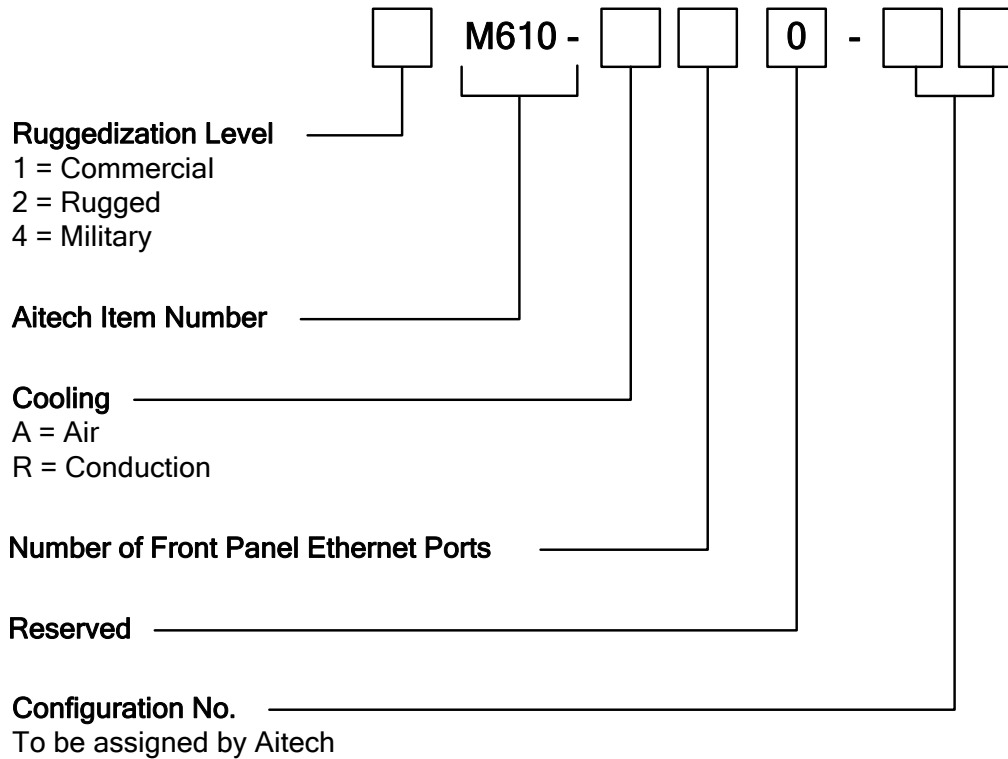 M610 - 0 -
Ruggedization Level
1 = Commercial
2 = Rugged
4 = Military
Aitech Item Number
Cooling
A = Air
R = Conduction
Number of Front Panel Ethernet Ports
Reserved
Configuration No.
To be assigned by Aitech